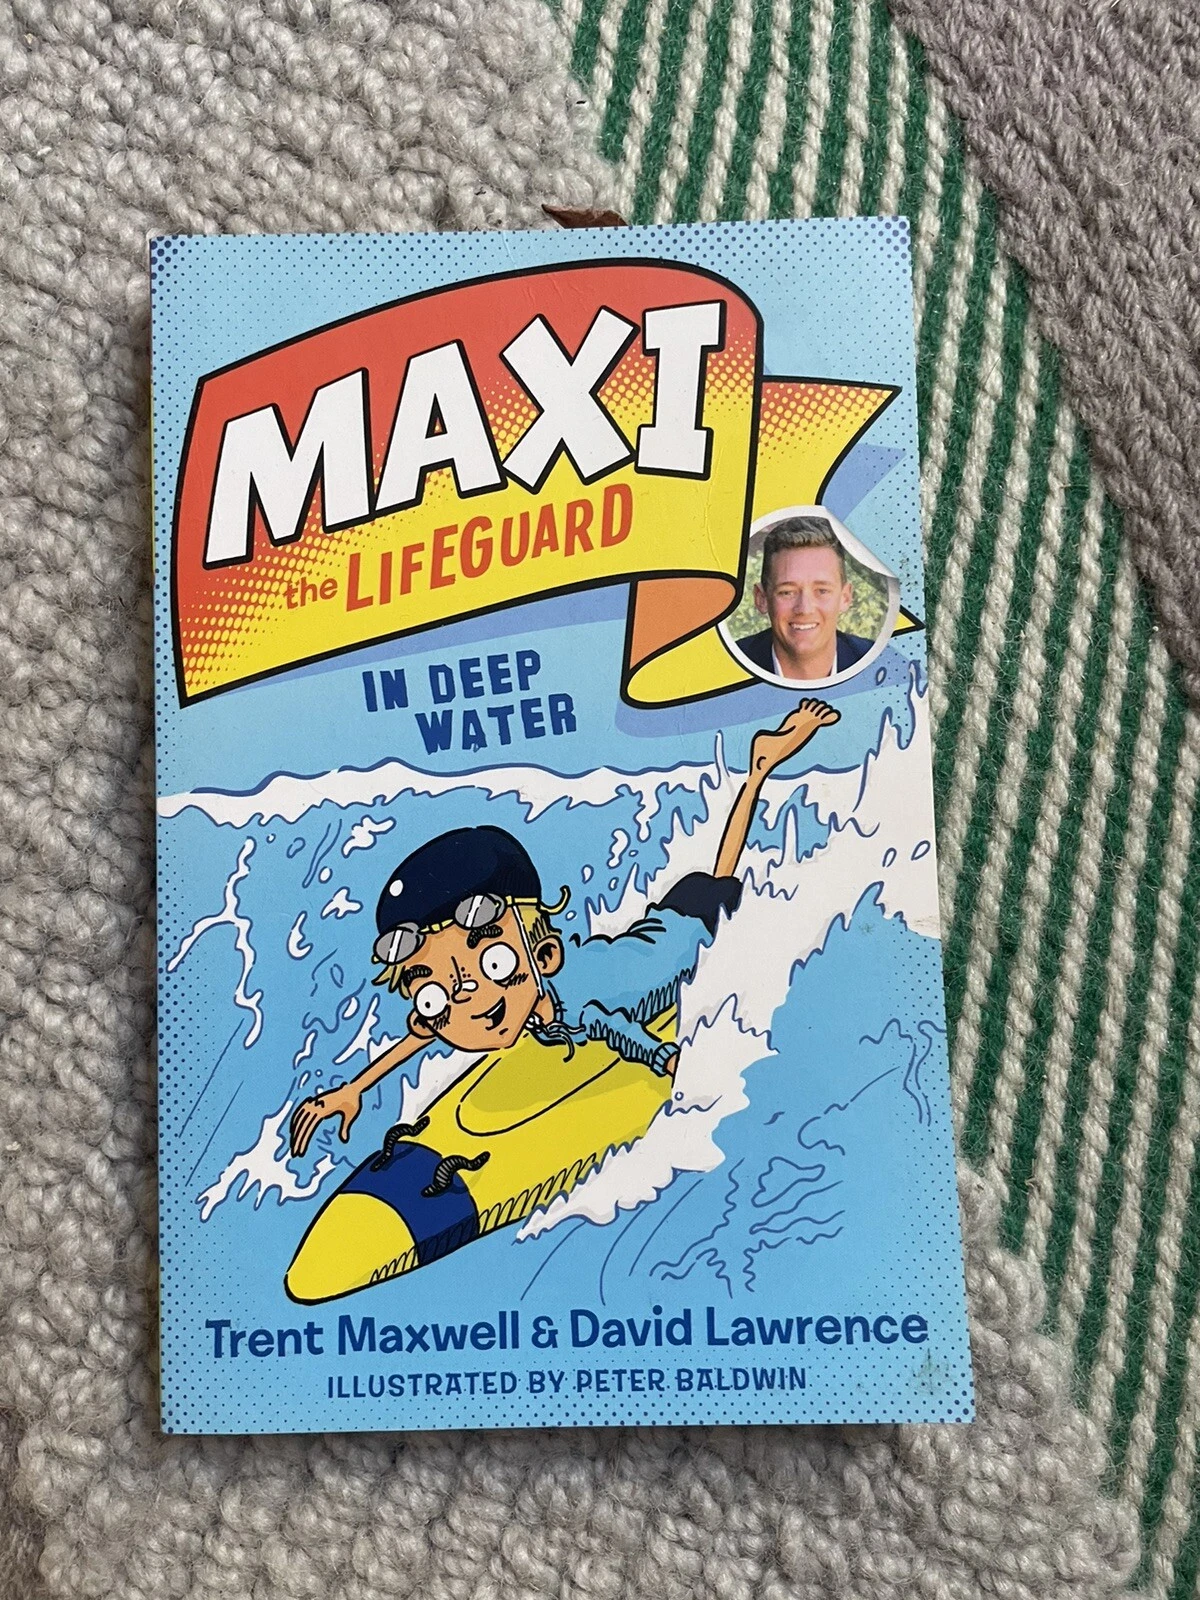 MAXI
the LIFEGUARD
IN DEEP
WATER
Trent Maxwell & David Lawrence
ILLUSTRATED BY PETER BALDWIN